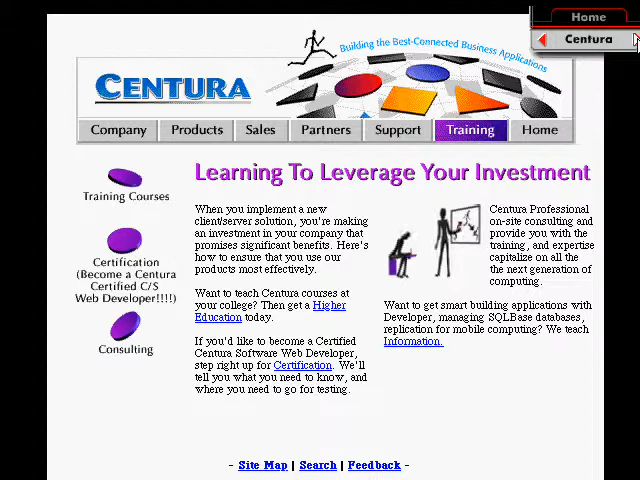 Home
Centura
Building the Best-Connected Business Applications
CENTURA
Company
Products
Sales
Partners
Support
Training
Home
Learning To Leverage Your Investment
Training Courses
Certification
(Become a Centura
Certified C/S
Web Developer!!!!)
Consulting
When you implement a new
client/server solution, you're making
an investment in your company that
promises significant benefits. Here's
how to ensure that you use our
products most effectively.
Want to teach Centura courses at
your college? Then get a Higher
Education today.
If you'd like to become a Certified
Centura Software Web Developer,
step right up for Certification. We'll
tell you what you need to know, and
where you need to go for testing.
Centura Professional
on-site consulting and
provide you with the
training, and expertise
capitalize on all the
the next generation of
computing.
Want to get smart building applications with
Developer, managing SQLBase databases,
replication for mobile computing? We teach
Information.
- Site Map | Search | Feedback -